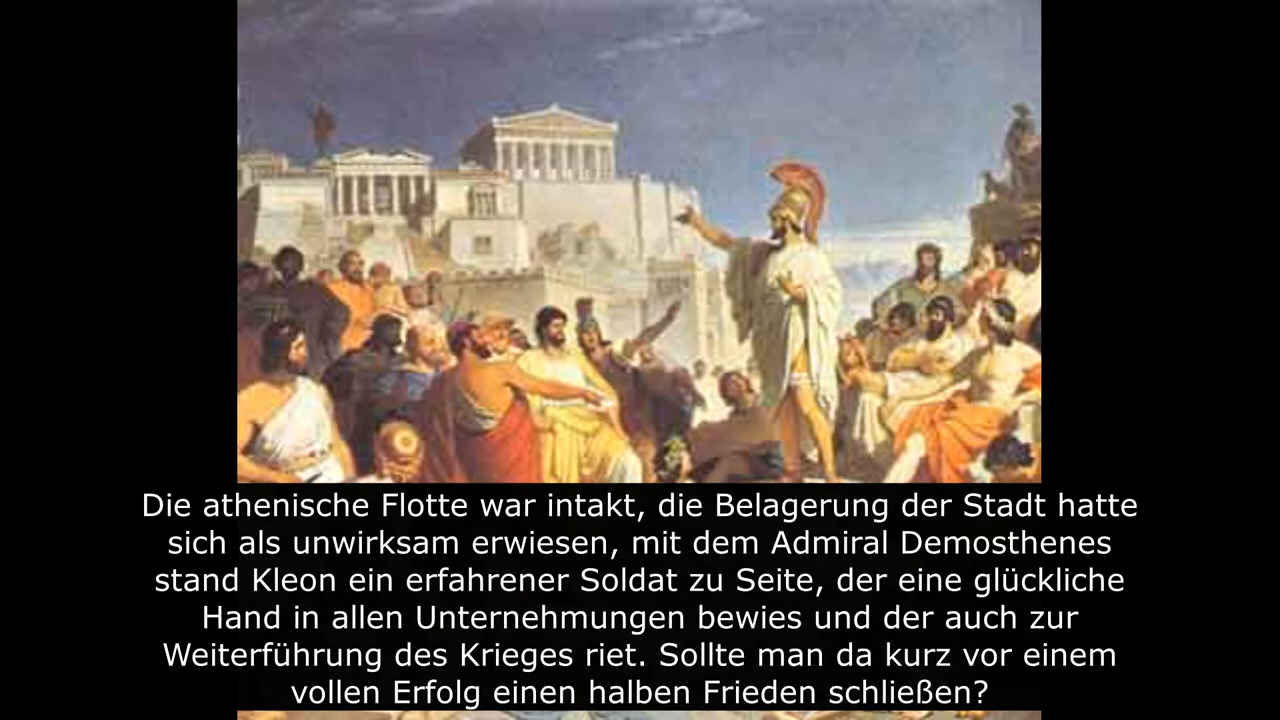 Die athenische Flotte war intakt, die Belagerung der Stadt hatte
sich als unwirksam erwiesen, mit dem Admiral Demosthenes
stand Kleon ein erfahrener Soldat zu Seite, der eine glückliche
Hand in allen Unternehmungen bewies und der auch zur
Weiterführung des Krieges riet. Sollte man da kurz vor einem
vollen Erfolg einen halben Frieden schließen?